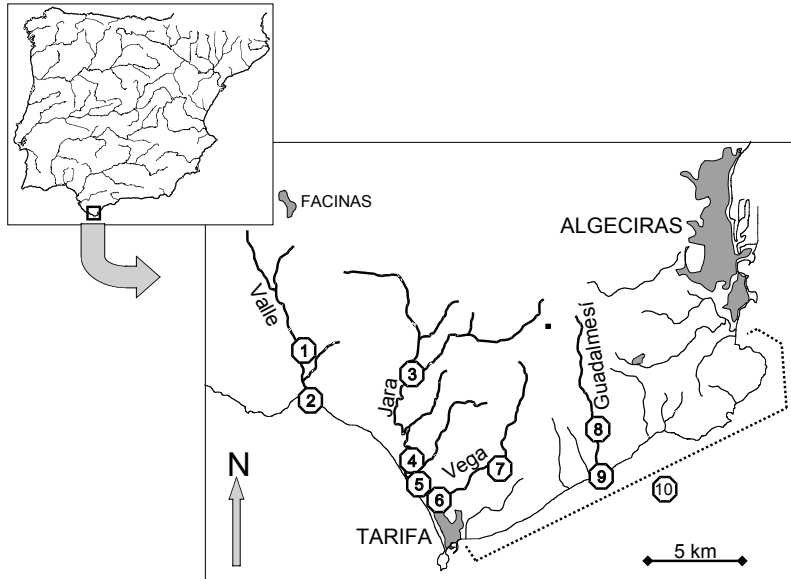 FACINAS
ALGECIRAS
Valle
Guadalmesí
1
3
Jara
2
8
4
Vega
7
5
9
6
10
N
TARIFA
5 km